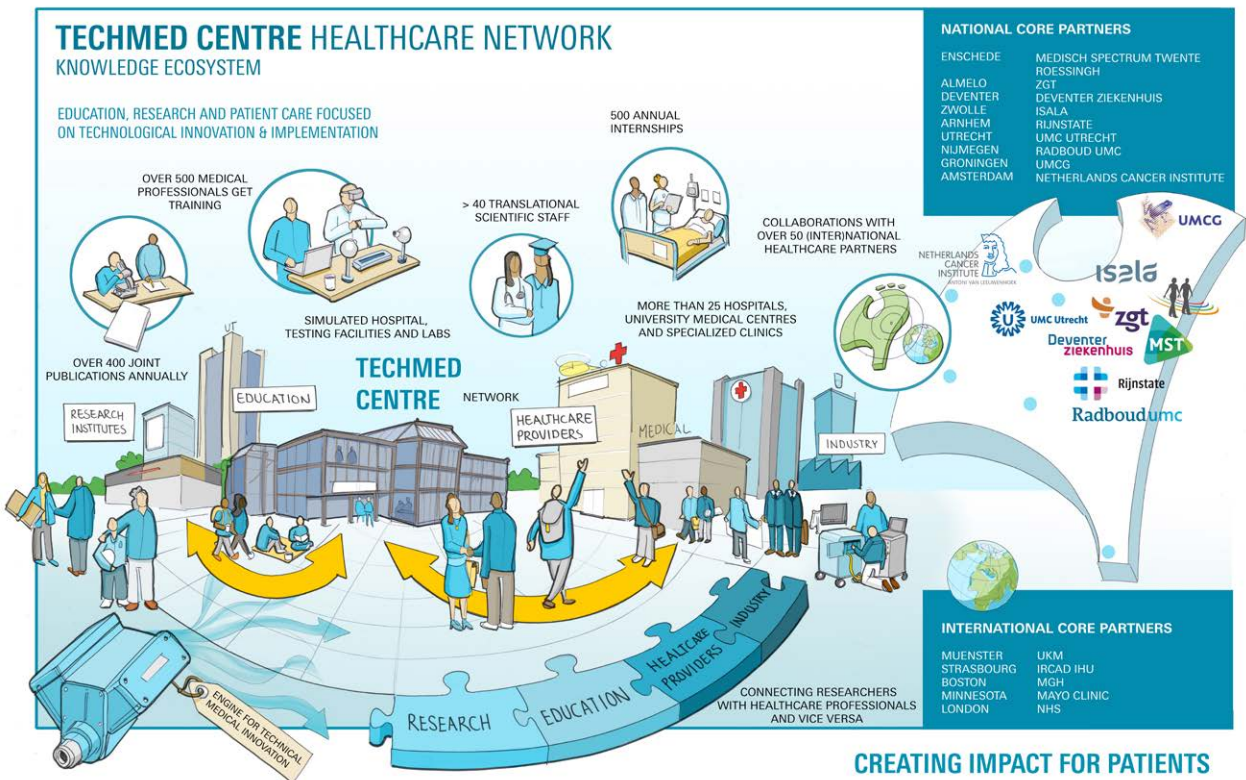 TECHMED CENTRE HEALTHCARE NETWORK
KNOWLEDGE ECOSYSTEM
EDUCATION, RESEARCH AND PATIENT CARE FOCUSED
ON TECHNOLOGICAL INNOVATION & IMPLEMENTATION
OVER 500 MEDICAL
PROFESSIONALS GET
TRAINING
> 40 TRANSLATIONAL
SCIENTIFIC STAFF
500 ANNUAL
INTERNSHIPS
COLLABORATIONS WITH
OVER 50 (INTER)NATIONAL
HEALTHCARE PARTNERS
OVER 400 JOINT
PUBLICATIONS ANNUALLY
SIMULATED HOSPITAL,
TESTING FACILITIES AND LABS
MORE THAN 25 HOSPITALS,
UNIVERSITY MEDICAL CENTRES
AND SPECIALIZED CLINICS
TECHMED
CENTRE
NETWORK
UT
RESEARCH
INSTITUTES
EDUCATION
HEALTHCARE
PROVIDERS
MEDICAL
INDUSTRY
ENGINE FOR TECHNICAL
MEDICAL INNOVATION
RESEARCH
EDUCATION
HEALTCARE
PROVIDERS
INDUSTRY
CONNECTING RESEARCHERS
WITH HEALTHCARE PROFESSIONALS
AND VICE VERSA
NATIONAL CORE PARTNERS
ENSCHEDE MEDISCH SPECTRUM TWENTE
ROESSINGH
ALMELO ZGT
DEVENTER DEVENTER ZIEKENHUIS
ZWOLLE ISALA
ARNHEM RIJNSTATE
UTRECHT UMC UTRECHT
NIJMEGEN RADBOUD UMC
GRONINGEN UMCG
AMSTERDAM NETHERLANDS CANCER INSTITUTE
UMCG
NETHERLANDS
CANCER
INSTITUTE
ANTONI VAN LEEUWENHOEK
isala
UMC Utrecht
zgt
Deventer
ziekenhuis
MST
Rijnstate
Radboudumc
INTERNATIONAL CORE PARTNERS
MUENSTER UKM
STRASBOURG IRCAD IHU
BOSTON MGH
MINNESOTA MAYO CLINIC
LONDON NHS
CREATING IMPACT FOR PATIENTS